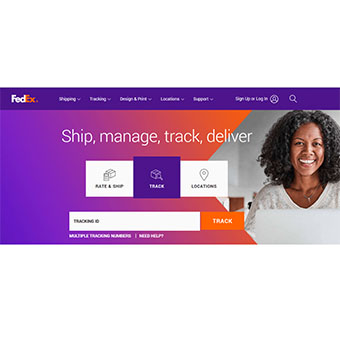 FedEx
Shipping Tracking Design & Print Locations Support Sign Up or Log In
Ship, manage, track, deliver
RATE & SHIP TRACK LOCATIONS
TRACKING ID TRACK
MULTIPLE TRACKING NUMBERS | NEED HELP?